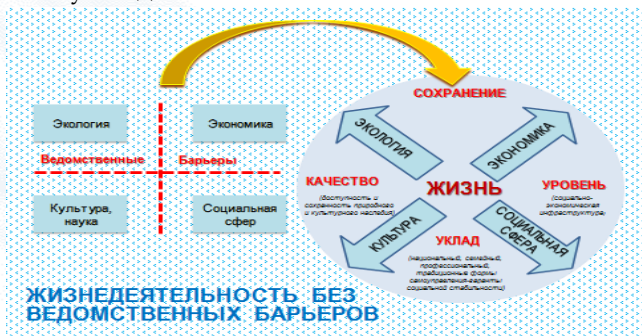 Экология
Экономика
Ведомственные Барьеры
Культура,
наука
Социальная
сфер
СОХРАНЕНИЕ
ЭКОЛОГИЯ
ЭКОНОМИКА
КАЧЕСТВО
(доступность и
сохранность природного
и культурного наследия)
ЖИЗНЬ
УРОВЕНЬ
(социально-
экономическая
инфраструктура)
КУЛЬТУРА
СОЦИАЛЬНАЯ
СФЕРА
УКЛАД
(национальный, семейный,
профессиональный,
традиционные формы
самоуправления-гаранты
социальной стабильности)
ЖИЗНЕДЕЯТЕЛЬНОСТЬ БЕЗ
ВЕДОМСТВЕННЫХ БАРЬЕРОВ